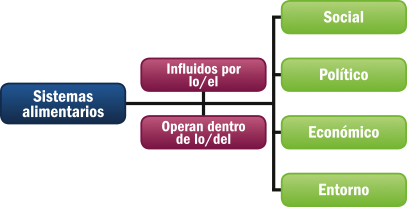 Sistemas
alimentarios
Influidos por
lo/el
Operan dentro
de lo/del
Social
Político
Económico
Entorno